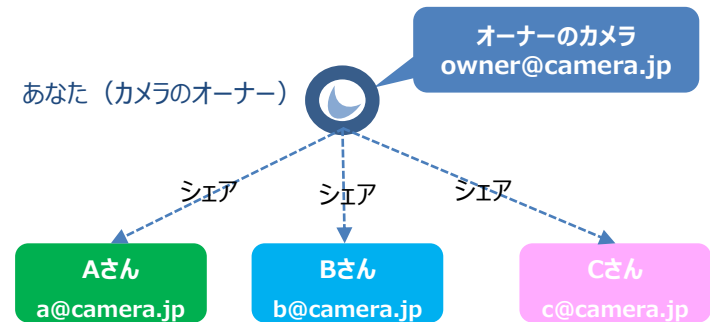 オーナーのカメラ
owner@camera.jp
あなた（カメラのオーナー）
シェア
シェア
シェア
Aさん
a@camera.jp
Bさん
b@camera.jp
Cさん
c@camera.jp